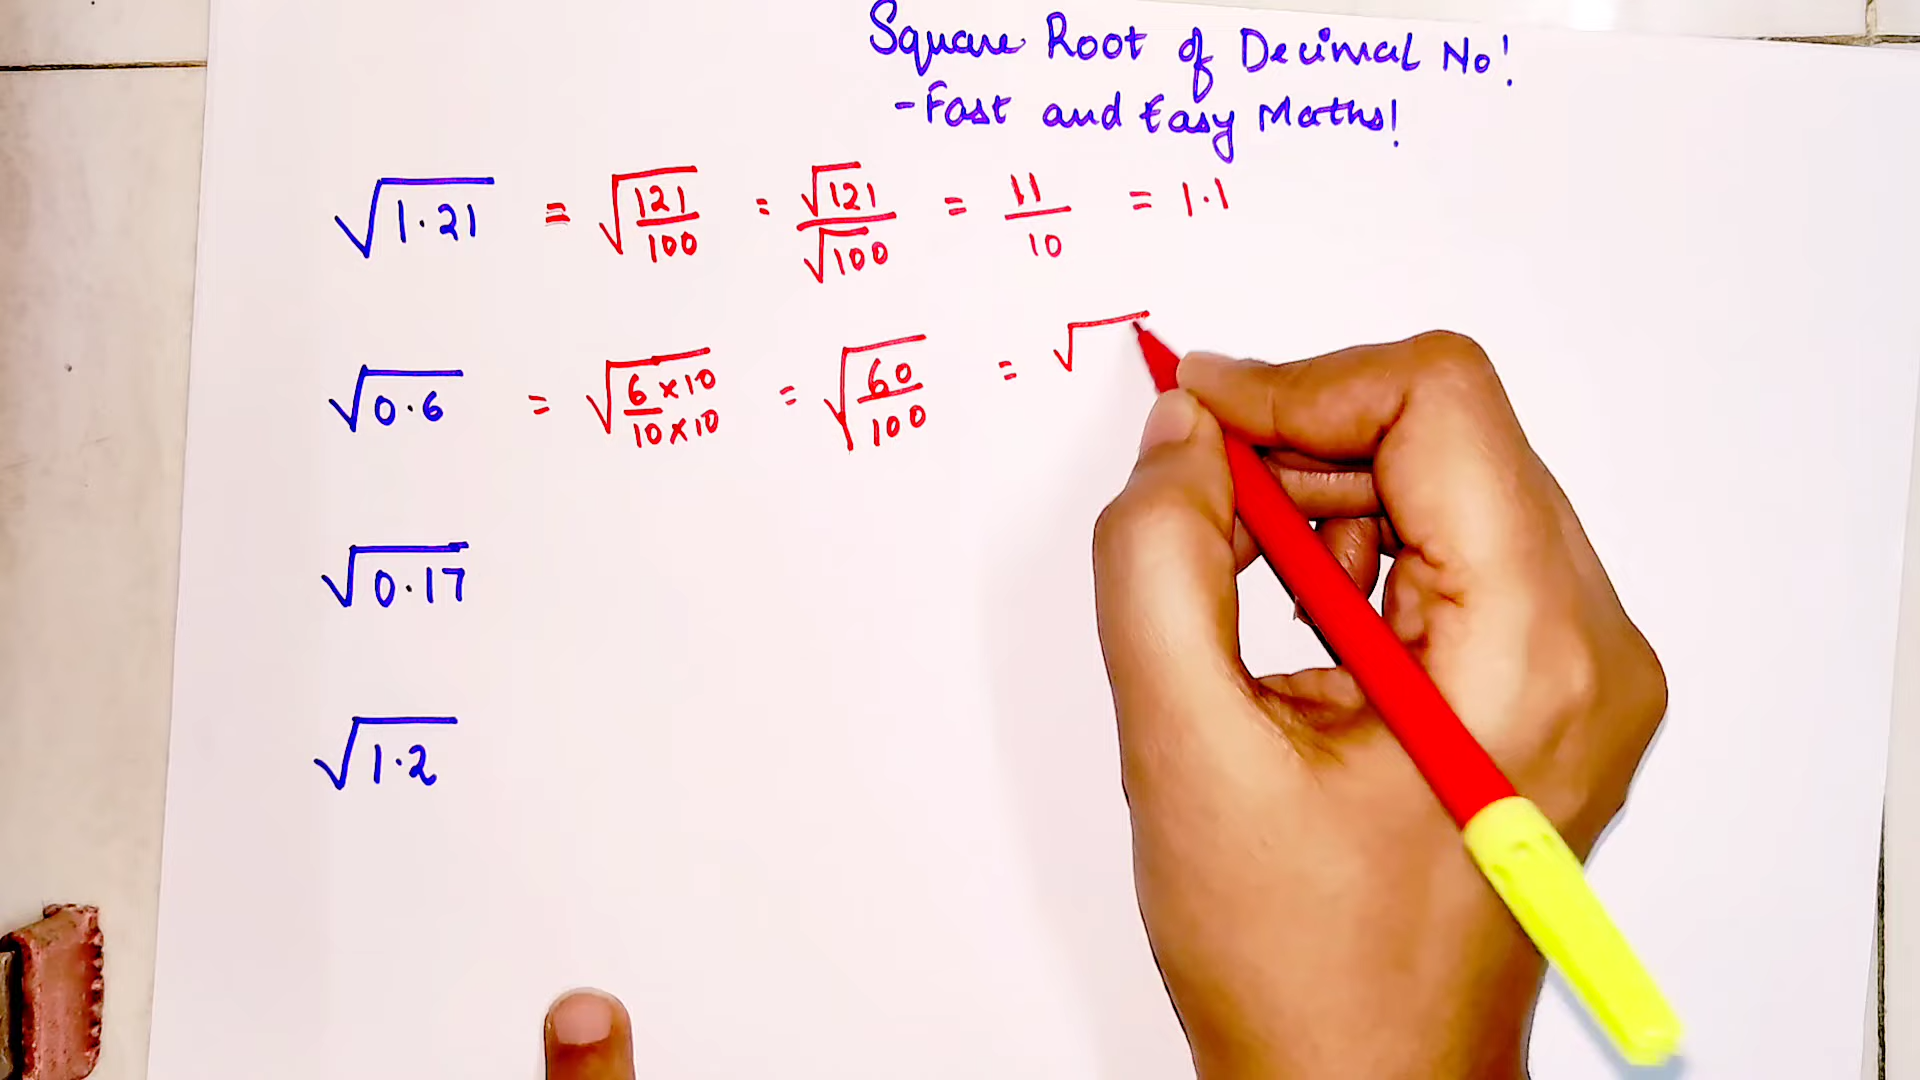 Square Root of Decimal No!
- Fast and Easy Maths!
√1.21 = √(121/100) = √121/√100 = 11/10 = 1.1
√0.6 = √(6×10/10×10) = √(60/100) = √
√0.17
√1.2